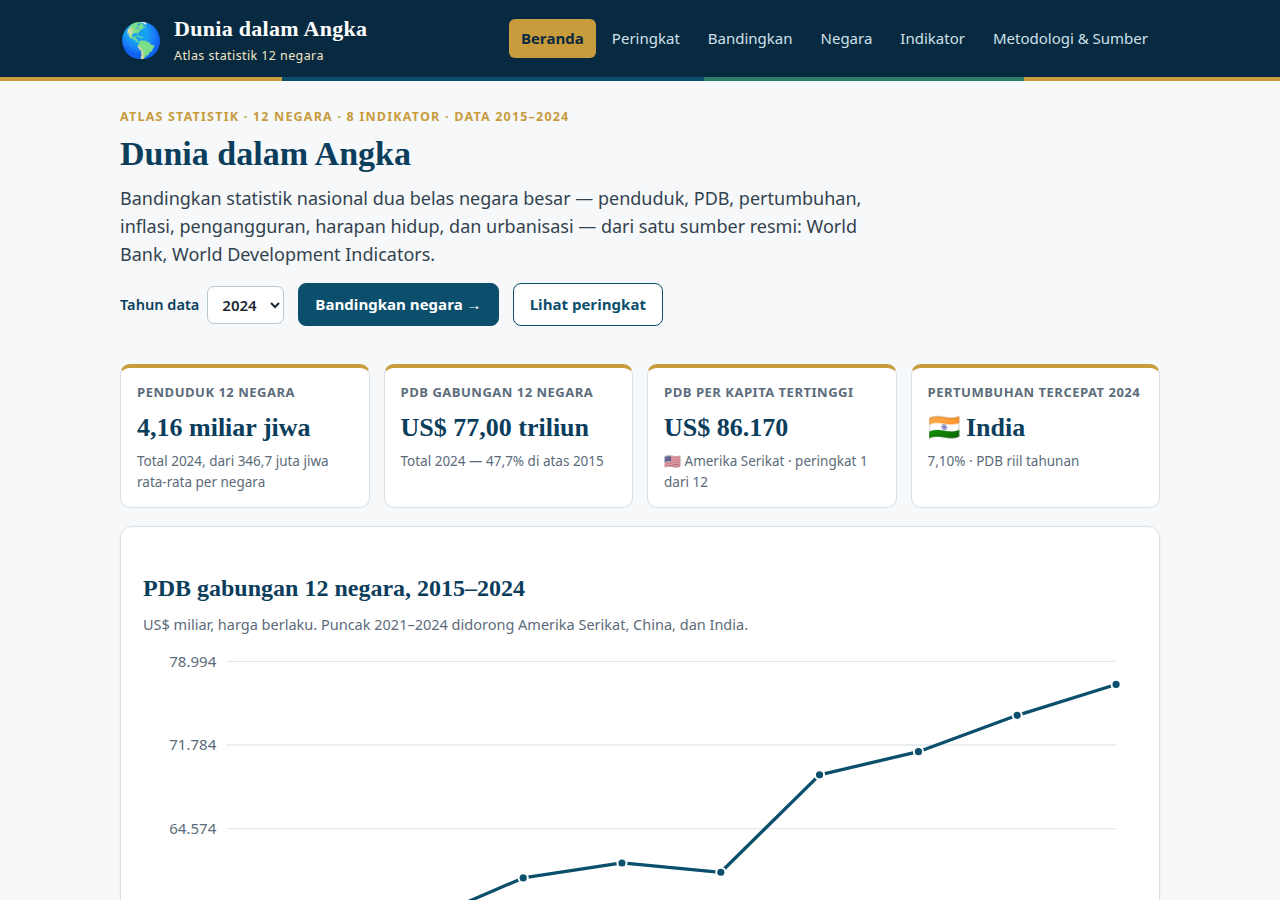 Dunia dalam Angka
Atlas statistik 12 negara
Beranda
Peringkat
Bandingkan
Negara
Indikator
Metodologi & Sumber
ATLAS STATISTIK · 12 NEGARA · 8 INDIKATOR · DATA 2015–2024
Dunia dalam Angka
Bandingkan statistik nasional dua belas negara besar — penduduk, PDB, pertumbuhan,
inflasi, pengangguran, harapan hidup, dan urbanisasi — dari satu sumber resmi: World
Bank, World Development Indicators.
Tahun data
2024
Bandingkan negara →
Lihat peringkat
PENDUDUK 12 NEGARA
4,16 miliar jiwa
Total 2024, dari 346,7 juta jiwa
rata-rata per negara
PDB GABUNGAN 12 NEGARA
US$ 77,00 triliun
Total 2024 — 47,7% di atas 2015
PDB PER KAPITA TERTINGGI
US$ 86.170
Amerika Serikat · peringkat 1
dari 12
PERTUMBUHAN TERCEPAT 2024
India
7,10% · PDB riil tahunan
PDB gabungan 12 negara, 2015–2024
US$ miliar, harga berlaku. Puncak 2021–2024 didorong Amerika Serikat, China, dan India.
78.994
71.784
64.574